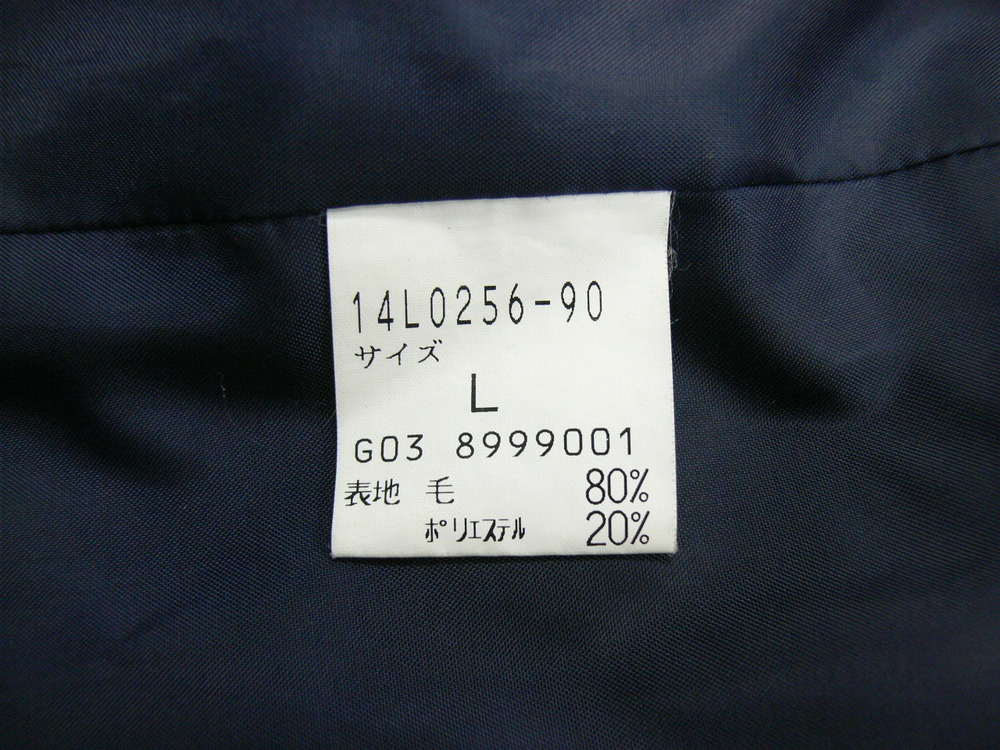 14L0256-90
サイズ
L
G03 8999001
表地 毛 80%
ポリエステル 20%